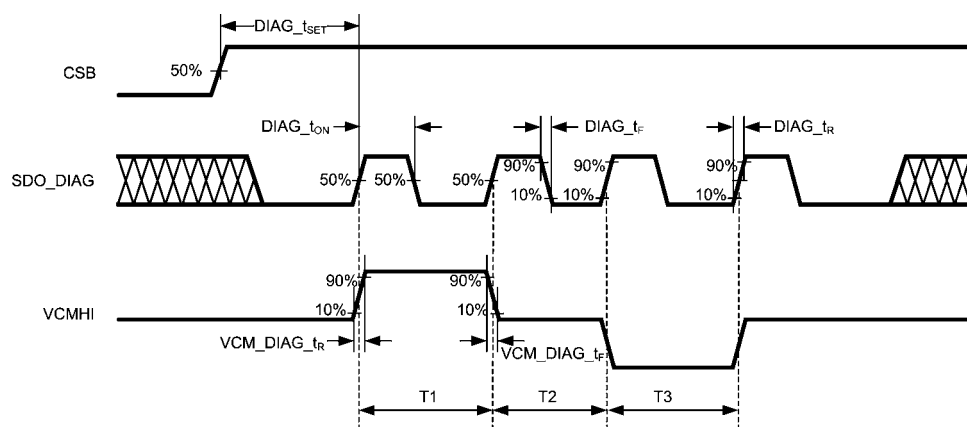 DIAG_tSET
CSB
50%
DIAG_tON
DIAG_tF
DIAG_tR
SDO_DIAG
50%
50%
50%
90%
10%
90%
10%
90%
10%
VCMHI
90%
10%
90%
10%
VCM_DIAG_tR
VCM_DIAG_tF
T1
T2
T3